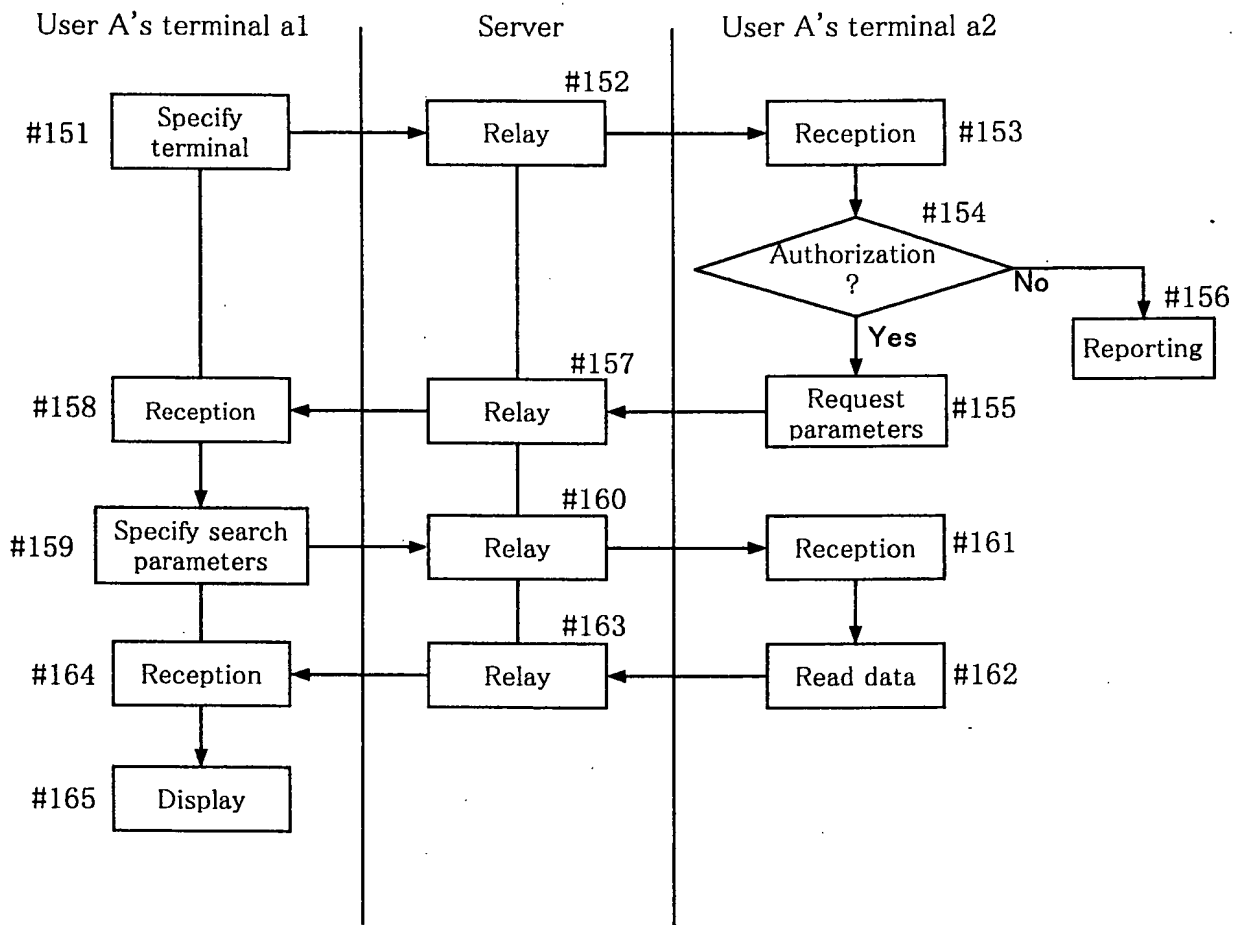 User A's terminal a1
Server
User A's terminal a2
#151
Specify
terminal
#152
Relay
Reception
#153
#154
Authorization
?
No
#156
Reporting
Yes
#157
#158
Reception
Relay
Request
parameters
#155
#159
Specify search
parameters
#160
Relay
Reception
#161
#163
#164
Reception
Relay
Read data
#162
#165
Display